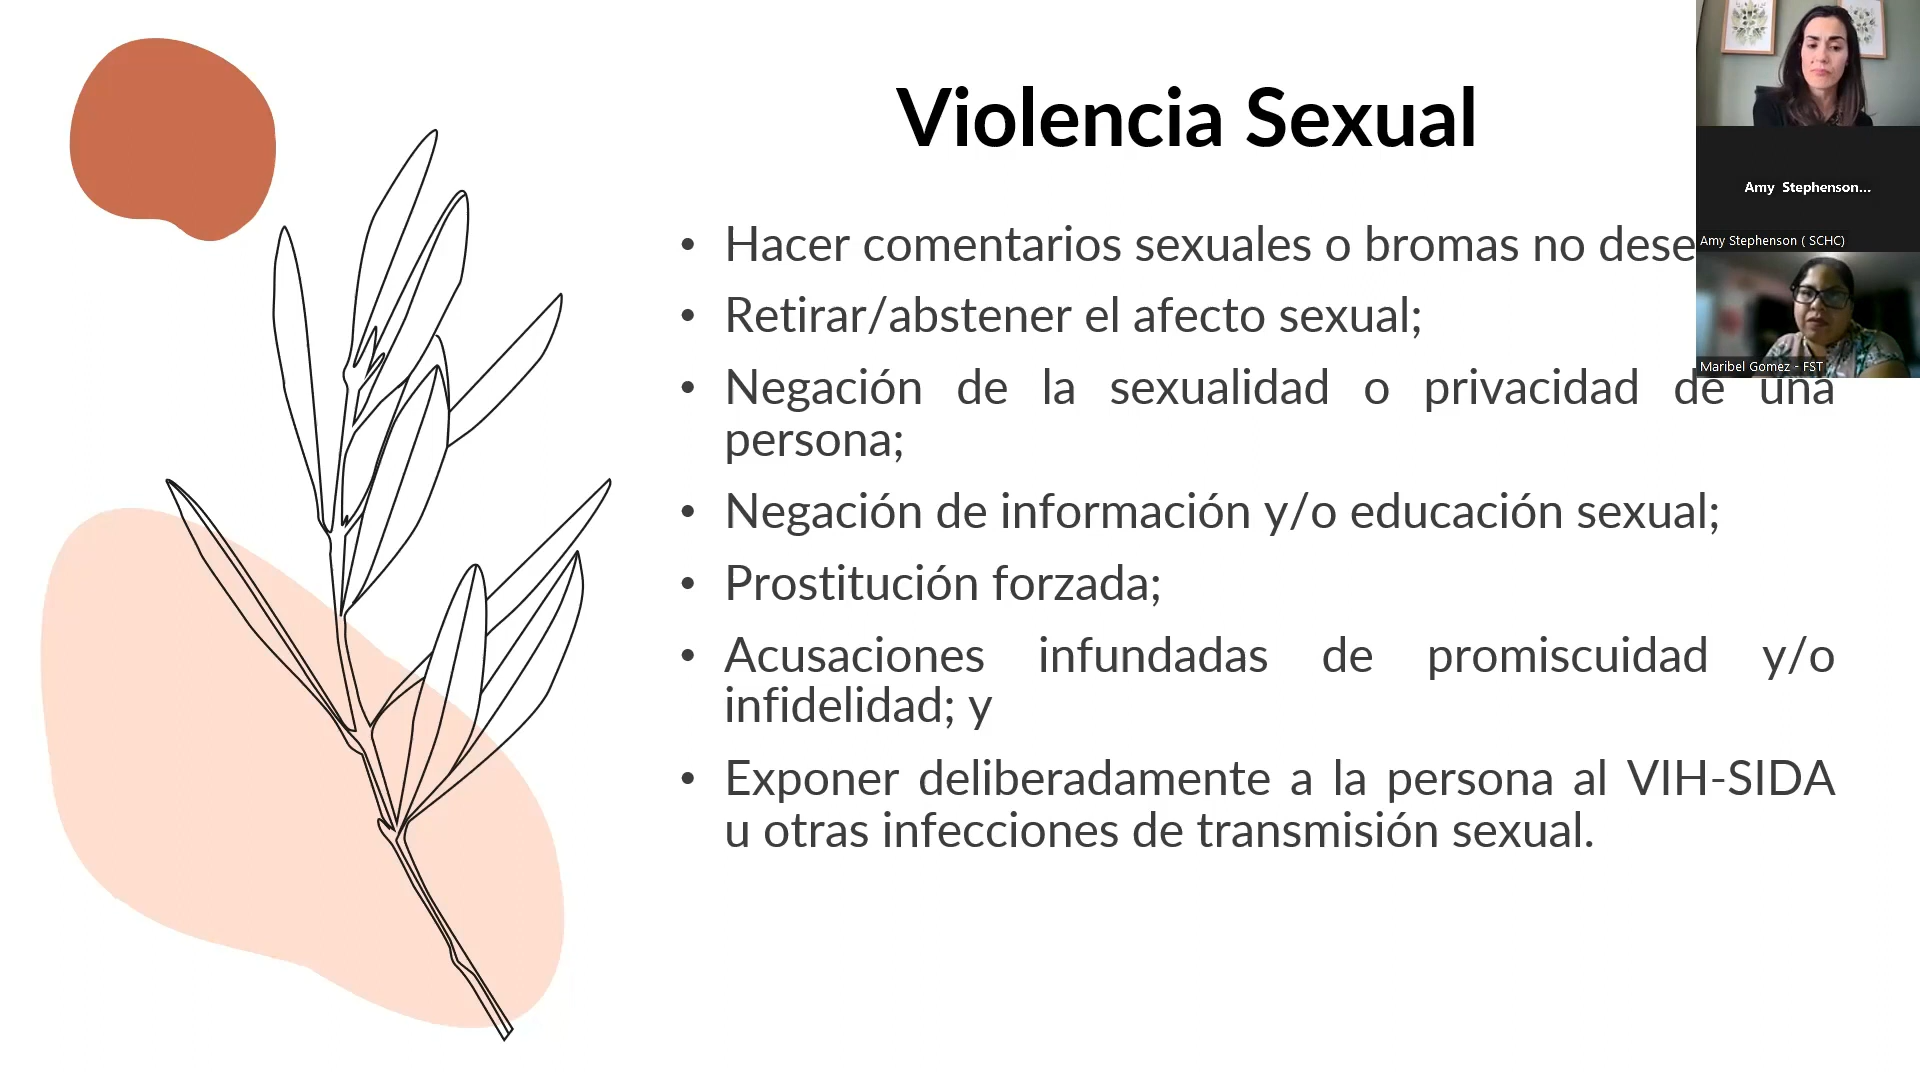 Violencia Sexual
• Hacer comentarios sexuales o bromas no dese
• Retirar/abstener el afecto sexual;
• Negación de la sexualidad o privacidad de una
persona;
• Negación de información y/o educación sexual;
• Prostitución forzada;
• Acusaciones infundadas de promiscuidad y/o
infidelidad; y
• Exponer deliberadamente a la persona al VIH-SIDA
u otras infecciones de transmisión sexual.
Amy Stephenson...
Amy Stephenson ( SCHC)
Maribel Gomez - FST